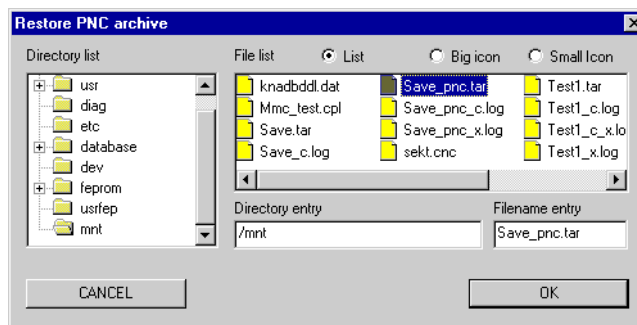 Restore PNC archive
Directory list
File list
List
Big icon
Small Icon
usr
diag
etc
database
dev
feprom
usrfep
mnt
knadbddl.dat
Mmc_test.cpl
Save.tar
Save_c.log
Save_pnc.tar
Save_pnc_c.log
Save_pnc_x.log
sekt.cnc
Test1.tar
Test1_c.log
Test1_c_x.lo
Test1_x.log
Directory entry
Filename entry
/mnt
Save_pnc.tar
CANCEL
OK